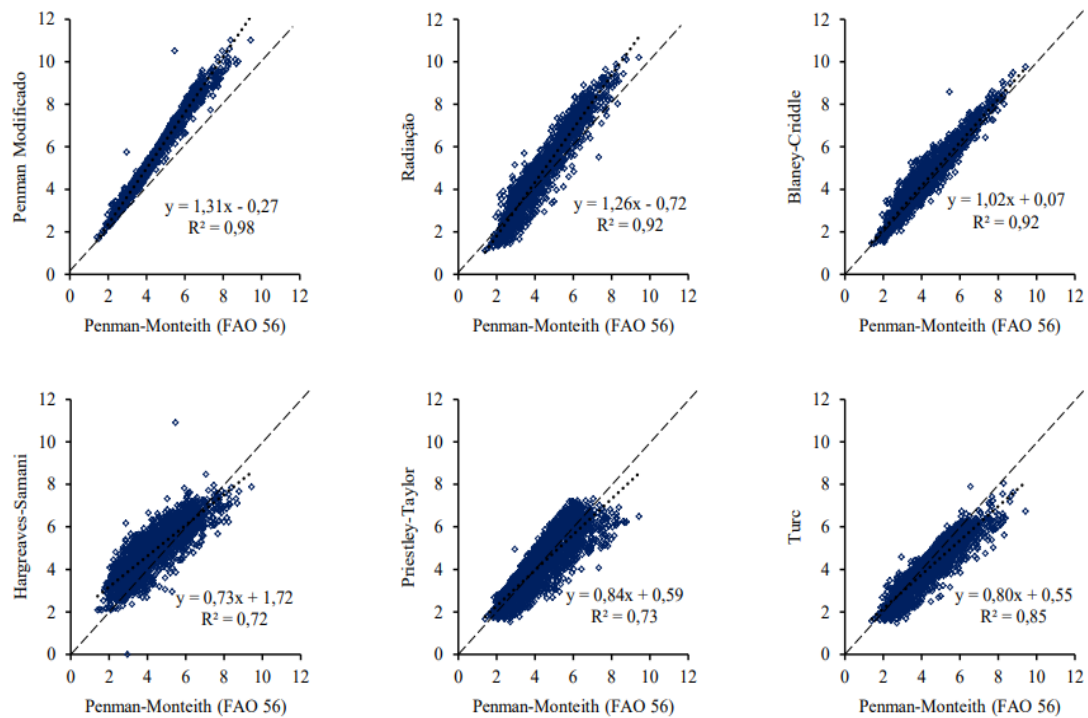 Penman Modificado
12
10
8
6
4
2
0
y = 1,31x - 0,27
R² = 0,98
0 2 4 6 8 10 12
Penman-Monteith (FAO 56)
Radiação
12
10
8
6
4
2
0
y = 1,26x - 0,72
R² = 0,92
0 2 4 6 8 10 12
Penman-Monteith (FAO 56)
Blaney-Criddle
12
10
8
6
4
2
0
y = 1,02x + 0,07
R² = 0,92
0 2 4 6 8 10 12
Penman-Monteith (FAO 56)
Hargreaves-Samani
12
10
8
6
4
2
0
y = 0,73x + 1,72
R² = 0,72
0 2 4 6 8 10 12
Penman-Monteith (FAO 56)
Priestley-Taylor
12
10
8
6
4
2
0
y = 0,84x + 0,59
R² = 0,73
0 2 4 6 8 10 12
Penman-Monteith (FAO 56)
Turc
12
10
8
6
4
2
0
y = 0,80x + 0,55
R² = 0,85
0 2 4 6 8 10 12
Penman-Monteith (FAO 56)